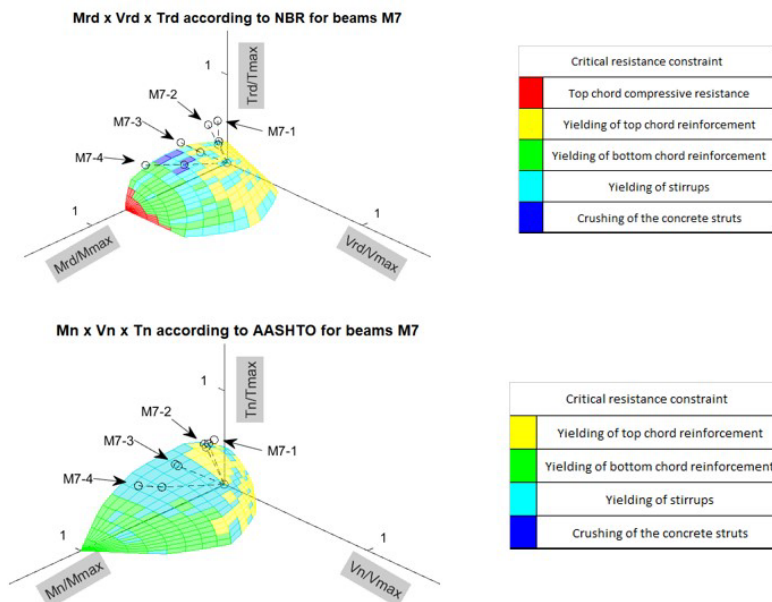 Mrd x Vrd x Trd according to NBR for beams M7
1
Trd/Tmax
M7-2
M7-1
M7-3
M7-4
1
Mrd/Mmax
1
Vrd/Vmax
Critical resistance constraint
Top chord compressive resistance
Yielding of top chord reinforcement
Yielding of bottom chord reinforcement
Yielding of stirrups
Crushing of the concrete struts
Mn x Vn x Tn according to AASHTO for beams M7
1
Tn/Tmax
M7-2
M7-1
M7-3
M7-4
1
Mn/Mmax
1
Vn/Vmax
Critical resistance constraint
Yielding of top chord reinforcement
Yielding of bottom chord reinforcement
Yielding of stirrups
Crushing of the concrete struts